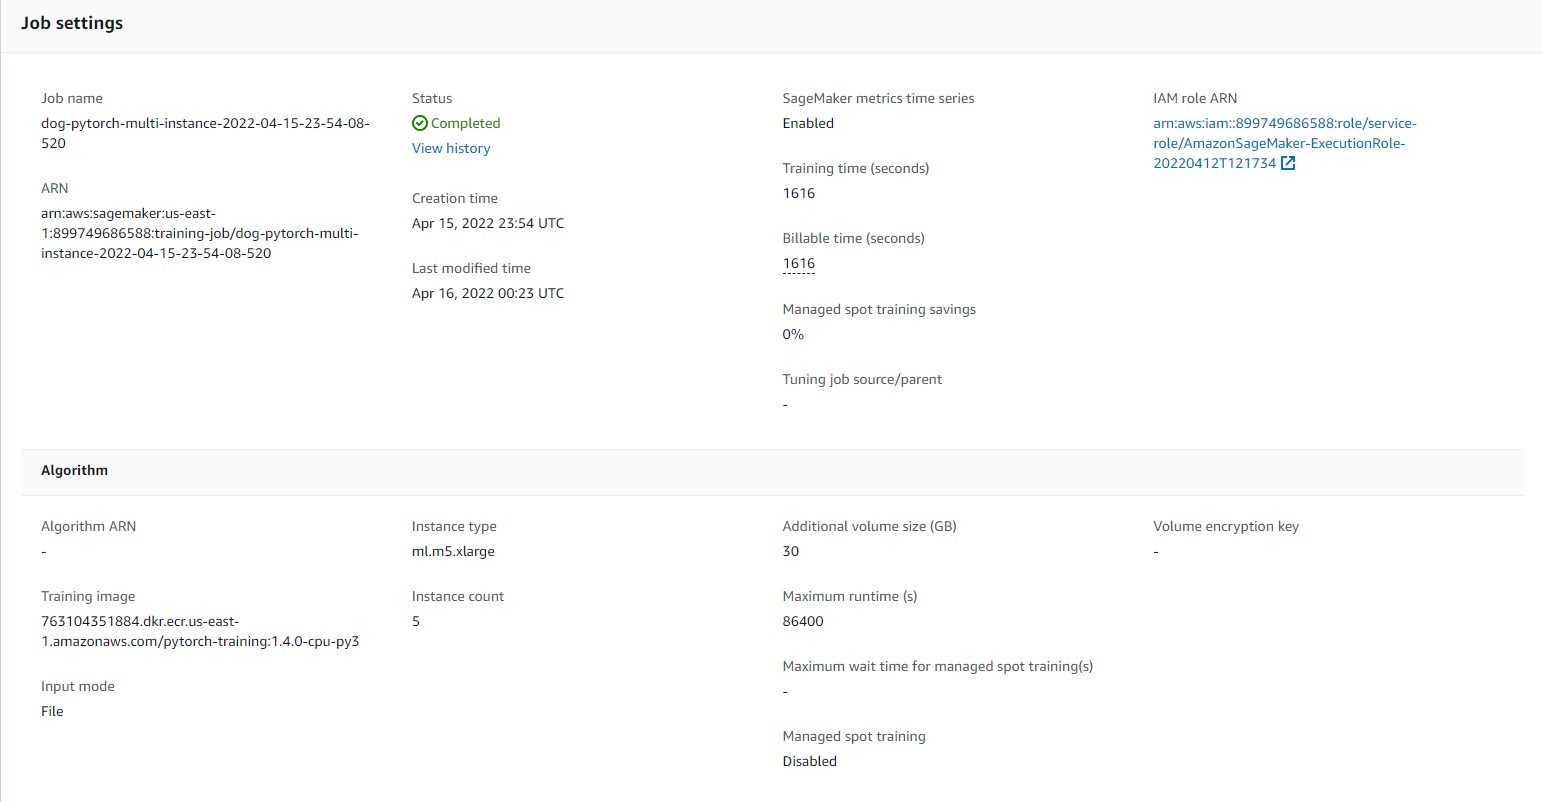 Job settings
Job name
dog-pytorch-multi-instance-2022-04-15-23-54-08-
520
ARN
arn:aws:sagemaker:us-east-
1:899749686588:training-job/dog-pytorch-multi-
instance-2022-04-15-23-54-08-520
Status
Completed
View history
Creation time
Apr 15, 2022 23:54 UTC
Last modified time
Apr 16, 2022 00:23 UTC
SageMaker metrics time series
Enabled
Training time (seconds)
1616
Billable time (seconds)
1616
Managed spot training savings
0%
Tuning job source/parent
-
IAM role ARN
arn:aws:iam::899749686588:role/service-
role/AmazonSageMaker-ExecutionRole-
20220412T121734
Algorithm
Algorithm ARN
-
Training image
763104351884.dkr.ecr.us-east-
1.amazonaws.com/pytorch-training:1.4.0-cpu-py3
Input mode
File
Instance type
ml.m5.xlarge
Instance count
5
Additional volume size (GB)
30
Maximum runtime (s)
86400
Maximum wait time for managed spot training(s)
-
Managed spot training
Disabled
Volume encryption key
-